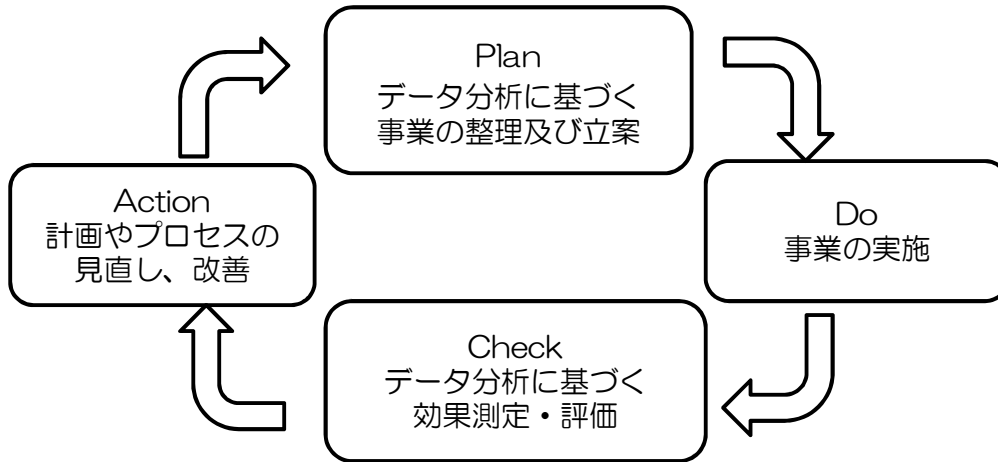 Plan
データ分析に基づく
事業の整理及び立案
Do
事業の実施
Check
データ分析に基づく
効果測定・評価
Action
計画やプロセスの
見直し、改善